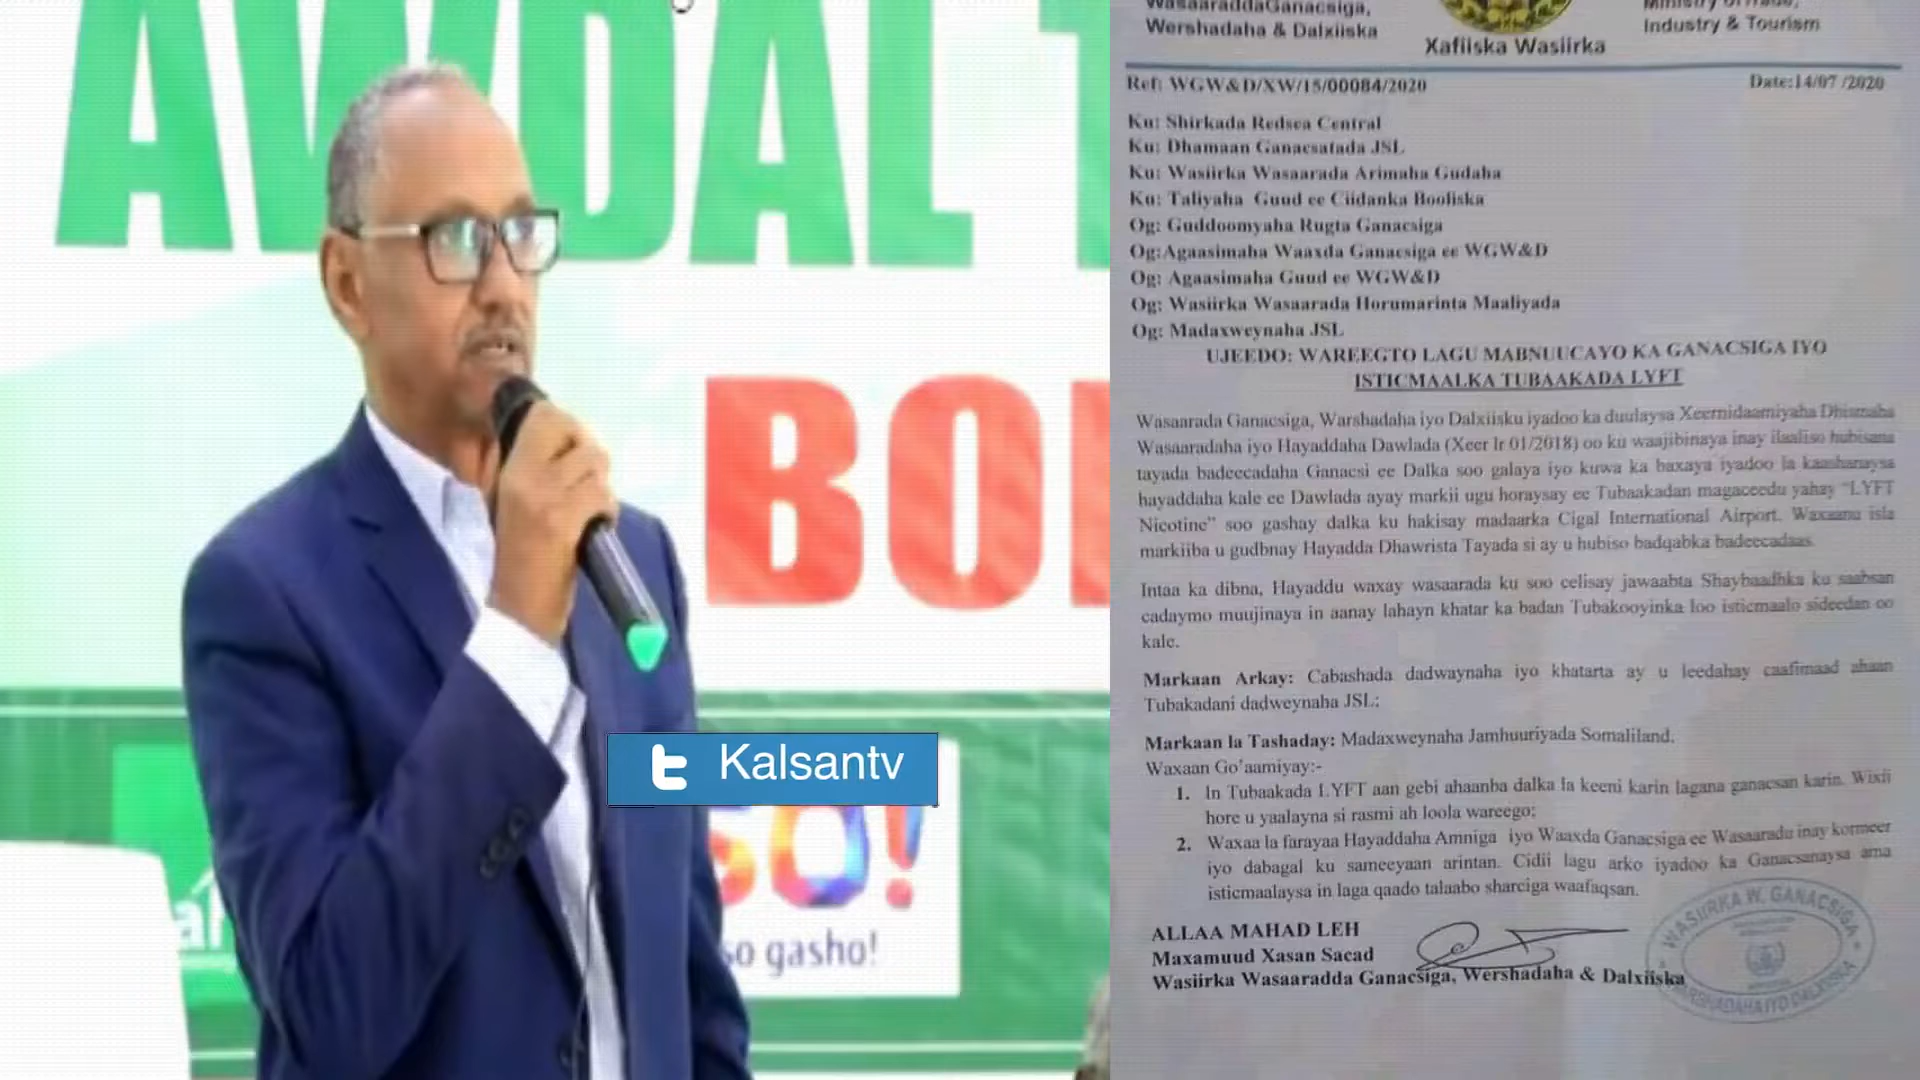 AWDAL T
BO
Kalsantv
so!
so gasho!
WasaaraddaGanacsiga,
Wershadaha & Dalxiiska
Xafiiska Wasiirka
Ministry of Trade,
Industry & Tourism
Ref: WGW&D/XW/15/00084/2020
Date:14/07 /2020
Ku: Shirkada Redsea Central
Ku: Dhamaan Ganacsatada JSL
Ku: Wasiirka Wasaarada Arimaha Gudaha
Ku: Taliyaha Guud ee Ciidanka Booliska
Og: Guddoomyaha Rugta Ganacsiga
Og:Agaasimaha Waaxda Ganacsiga ee WGW&D
Og: Agaasimaha Guud ee WGW&D
Og: Wasiirka Wasaarada Horumarinta Maaliyada
Og: Madaxweynaha JSL
UJEEDO: WAREEGTO LAGU MABNUUCAYO KA GANACSIGA IYO
ISTICMAALKA TUBAAKADA LYFT
Wasaarada Ganacsiga, Warshadaha iyo Dalxiisku iyadoo ka duulaysa Xeernidaamiyaha Dhismaha
Wasaaradaha iyo Hayaddaha Dawlada (Xeer lr 01/2018) oo ku waajibinaya inay ilaaliso hubisana
tayada badeecadaha Ganacsi ee Dalka soo galaya iyo kuwa ka baxaya iyadoo la kaashanaysa
hayaddaha kale ee Dawlada ayay markii ugu horaysay ee Tubaakadan magaceedu yahay "LYFT
Nicotine" soo gashay dalka ku hakisay madaarka Cigal International Airport. Waxaanu isla
markiiba u gudbnay Hayadda Dhawrista Tayada si ay u hubiso badqabka badeecadaas.
Intaa ka dibna, Hayaddu waxay wasaarada ku soo celisay jawaabta Shaybaadhka ku saabsan
cadaymo muujinaya in aanay lahayn khatar ka badan Tubakooyinka loo isticmaalo sideedan oo
kale.
Markaan Arkay: Cabashada dadwaynaha iyo khatarta ay u leedahay caafimaad ahaan
Tubakadani dadweynaha JSL;
Markaan la Tashaday: Madaxweynaha Jamhuuriyada Somaliland.
Waxaan Go'aamiyay:-
1. In Tubaakada LYFT aan gebi ahaanba dalka la keeni karin lagana ganacsan karin. Wixii
hore u yaalayna si rasmi ah loola wareego;
2. Waxaa la farayaa Hayaddaha Amniga iyo Waaxda Ganacsiga ee Wasaaradu inay kormeer
iyo dabagal ku sameeyaan arintan. Cidii lagu arko iyadoo ka Ganacsanaysa ama
isticmaalaysa in laga qaado talaabo sharciga waafaqsan.
ALLAA MAHAD LEH
Maxamuud Xasan Sacad
Wasiirka Wasaaradda Ganacsiga, Wershadaha & Dalxiiska
WASIIRKA W. GANACSIGA
WARSHADAHA IYO DALXIISKA